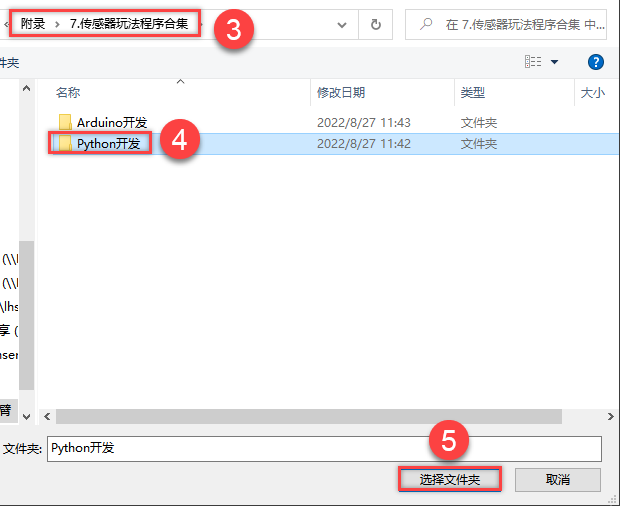 « 附录 › 7.传感器玩法程序合集 ›
3
在 7.传感器玩法程序合集 中...
件夹
?
名称
修改日期
类型
大小
Arduino开发
2022/8/27 11:43
文件夹
Python开发
4
2022/8/27 11:42
文件夹
(\\
(\\
\lhs
享 (
nser
臂
文件夹:
Python开发
5
选择文件夹
取消